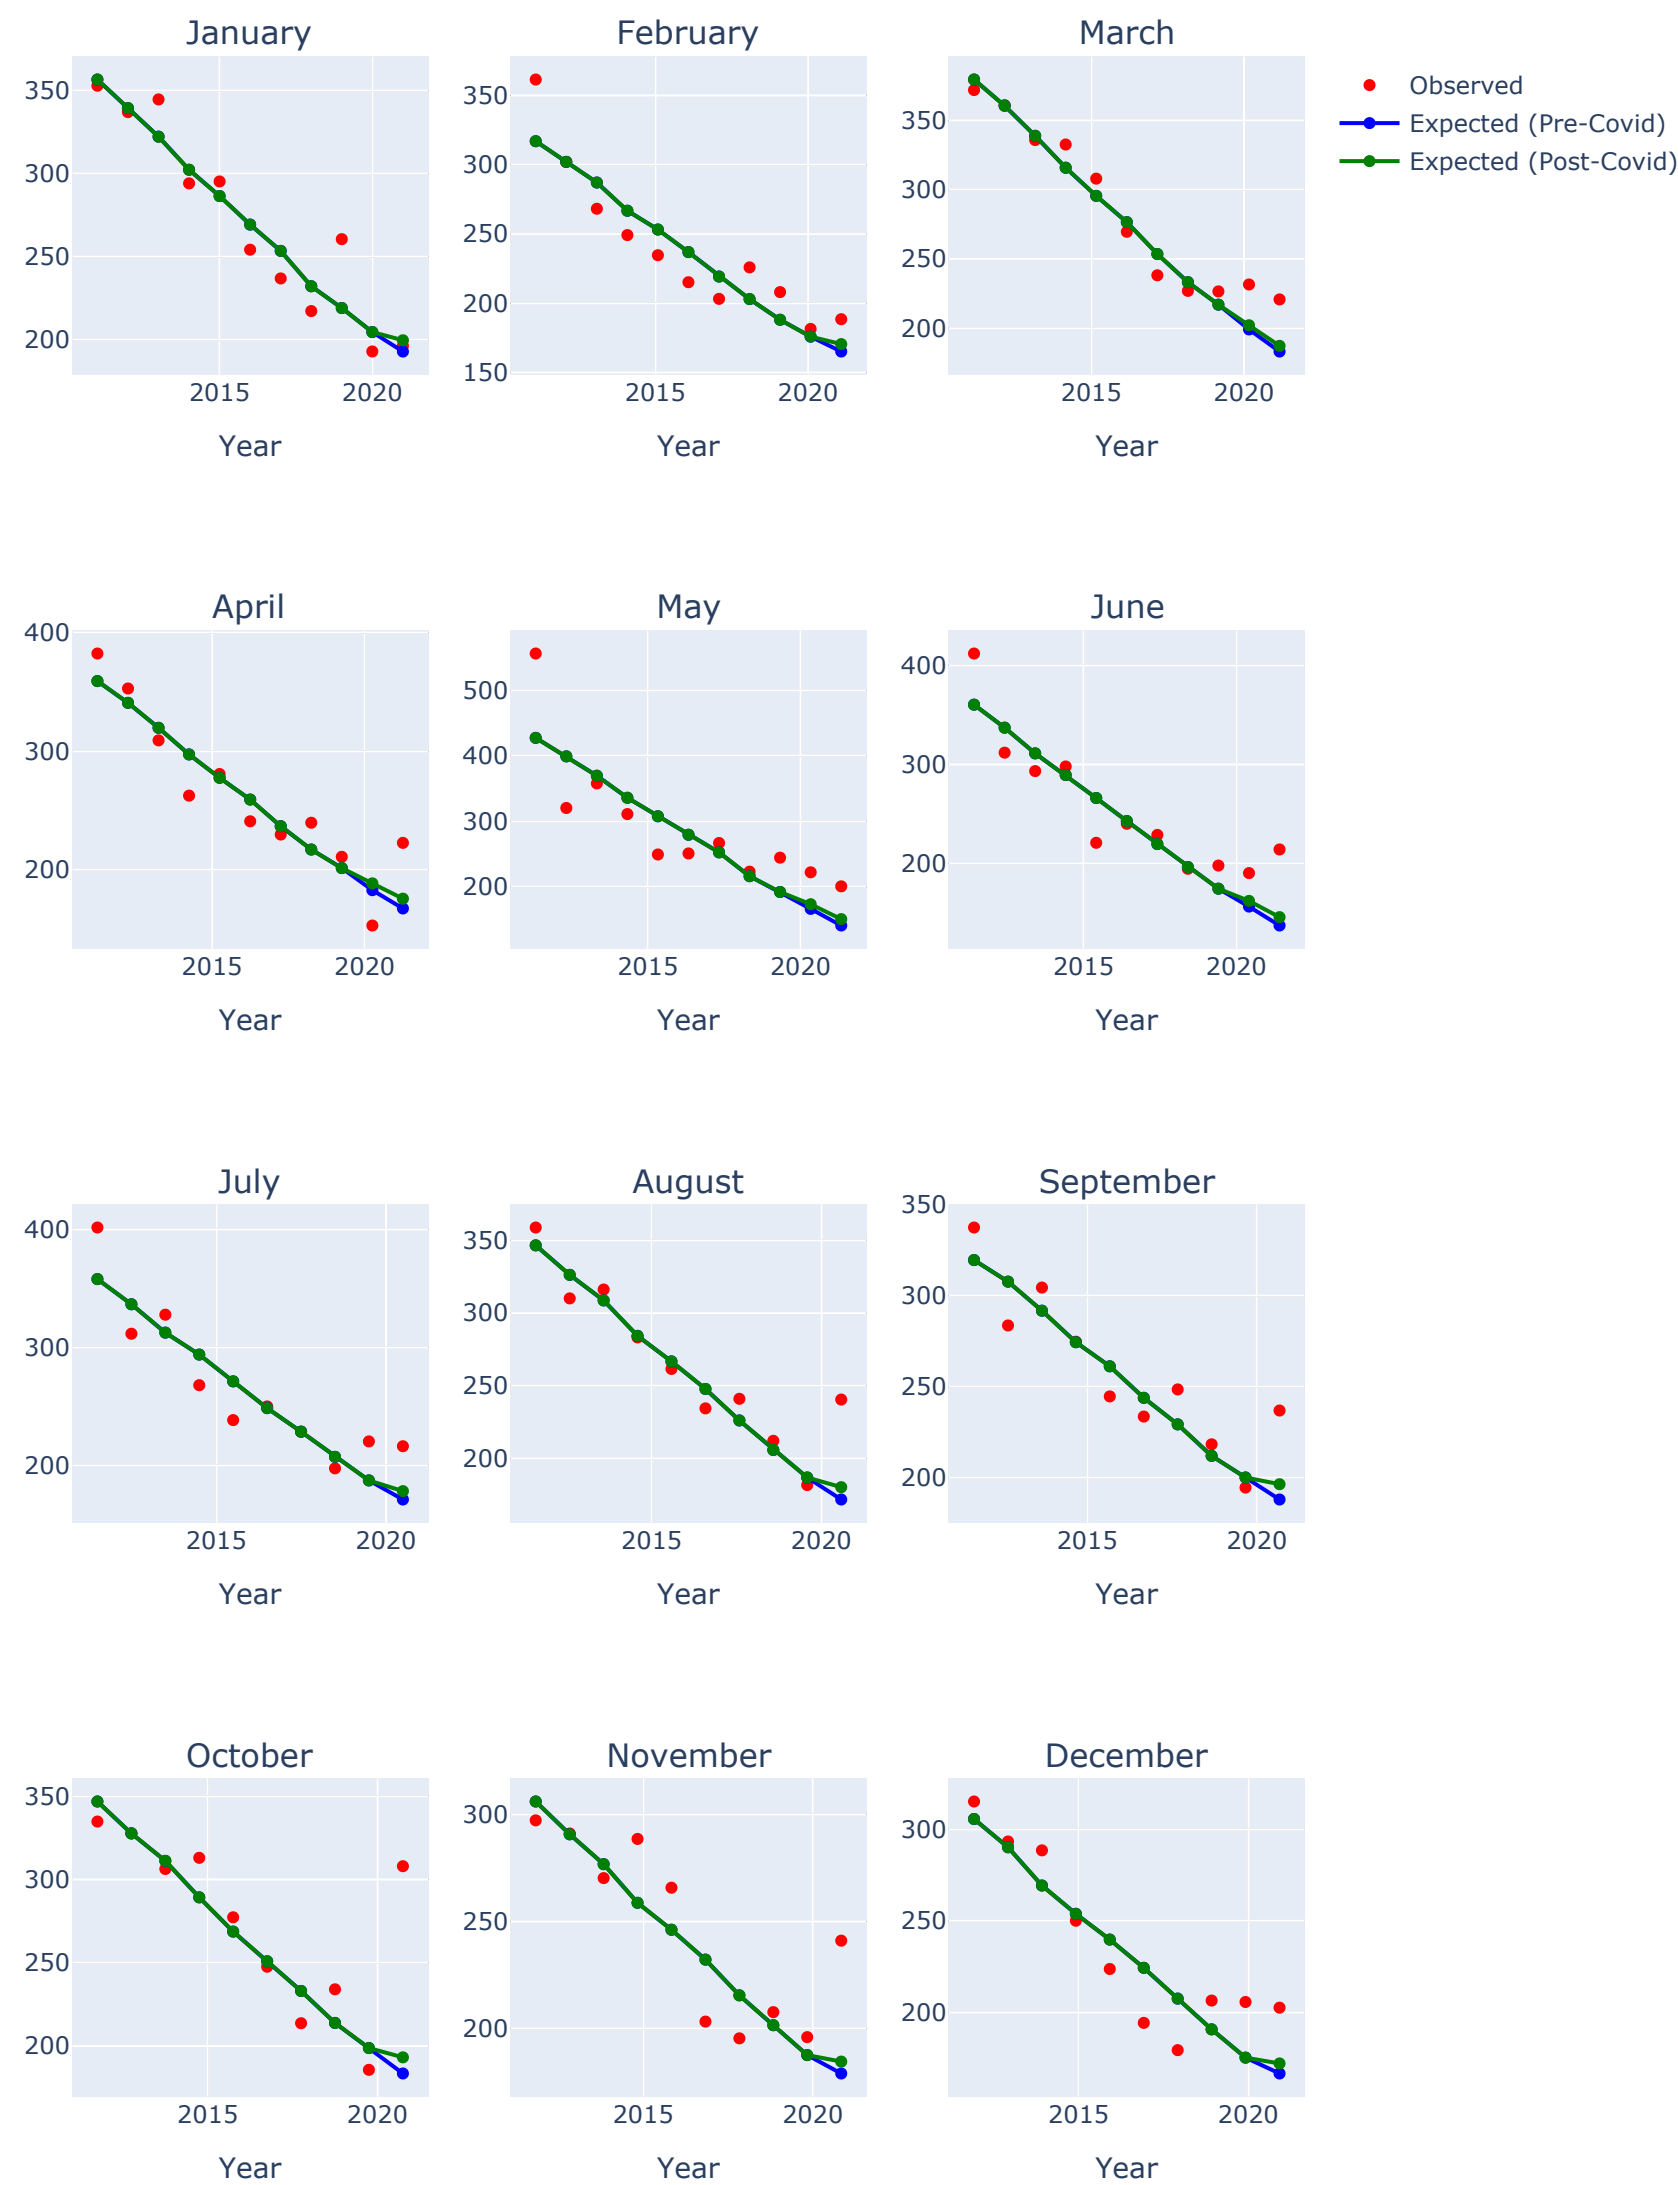 January
February
March
Observed
Expected (Pre-Covid)
Expected (Post-Covid)
350
300
250
200
2015
2020
Year
350
300
250
200
150
2015
2020
Year
350
300
250
200
2015
2020
Year
April
May
June
400
300
200
2015
2020
Year
500
400
300
200
2015
2020
Year
400
300
200
2015
2020
Year
July
August
September
400
300
200
2015
2020
Year
350
300
250
200
2015
2020
Year
350
300
250
200
2015
2020
Year
October
November
December
350
300
250
200
2015
2020
Year
300
250
200
2015
2020
Year
300
250
200
2015
2020
Year